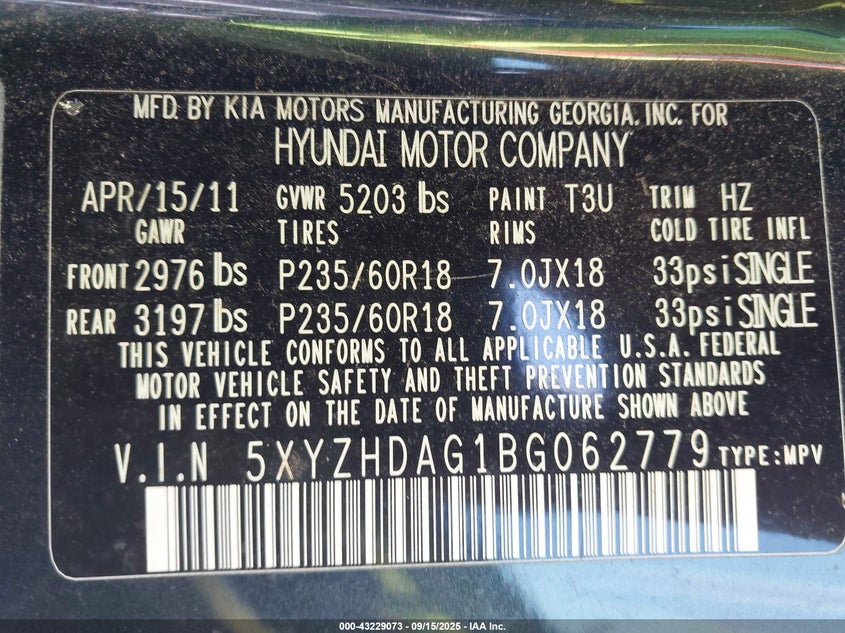 MFD. BY KIA MOTORS MANUFACTURING GEORGIA, INC. FOR
HYUNDAI MOTOR COMPANY
APR/15/11 GVWR 5203 lbs PAINT T3U TRIM HZ
GAWR TIRES RIMS COLD TIRE INFL
FRONT 2976 lbs P235/60R18 7.0JX18 33psi SINGLE
REAR 3197 lbs P235/60R18 7.0JX18 33psi SINGLE
THIS VEHICLE CONFORMS TO ALL APPLICABLE U.S.A. FEDERAL
MOTOR VEHICLE SAFETY AND THEFT PREVENTION STANDARDS
IN EFFECT ON THE DATE OF MANUFACTURE SHOWN ABOVE
V.I.N 5XYZHDAG1BG062779 TYPE:MPV
000-43229073 - 09/15/2025 - IAA Inc.